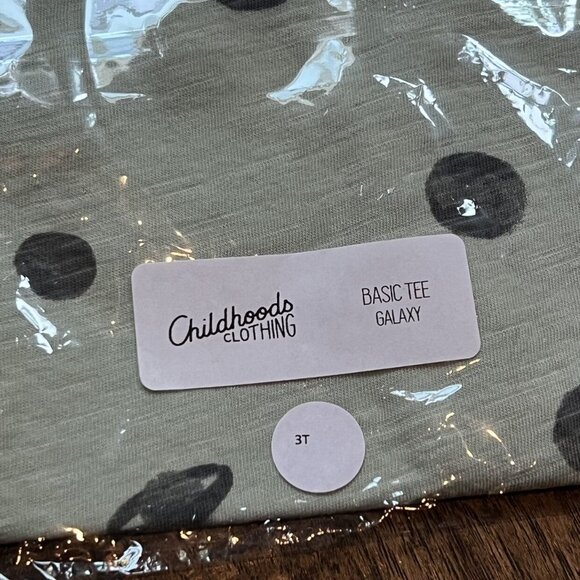 Childhoods
CLOTHING
BASIC TEE
GALAXY
3T